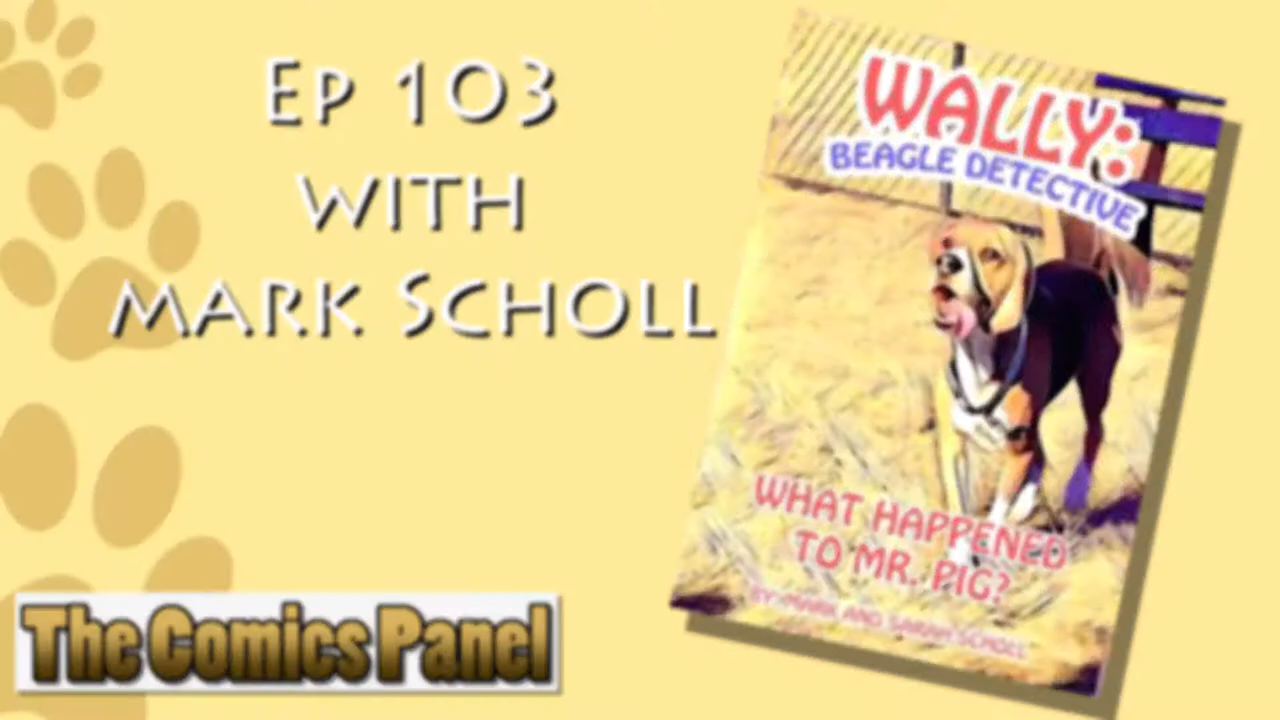 Ep 103
with
mark Scholl
WALLY:
BEAGLE DETECTIVE
WHAT HAPPENED
TO MR. PIG?
BY: MARK AND SARAH SCHOLL
The Comics Panel